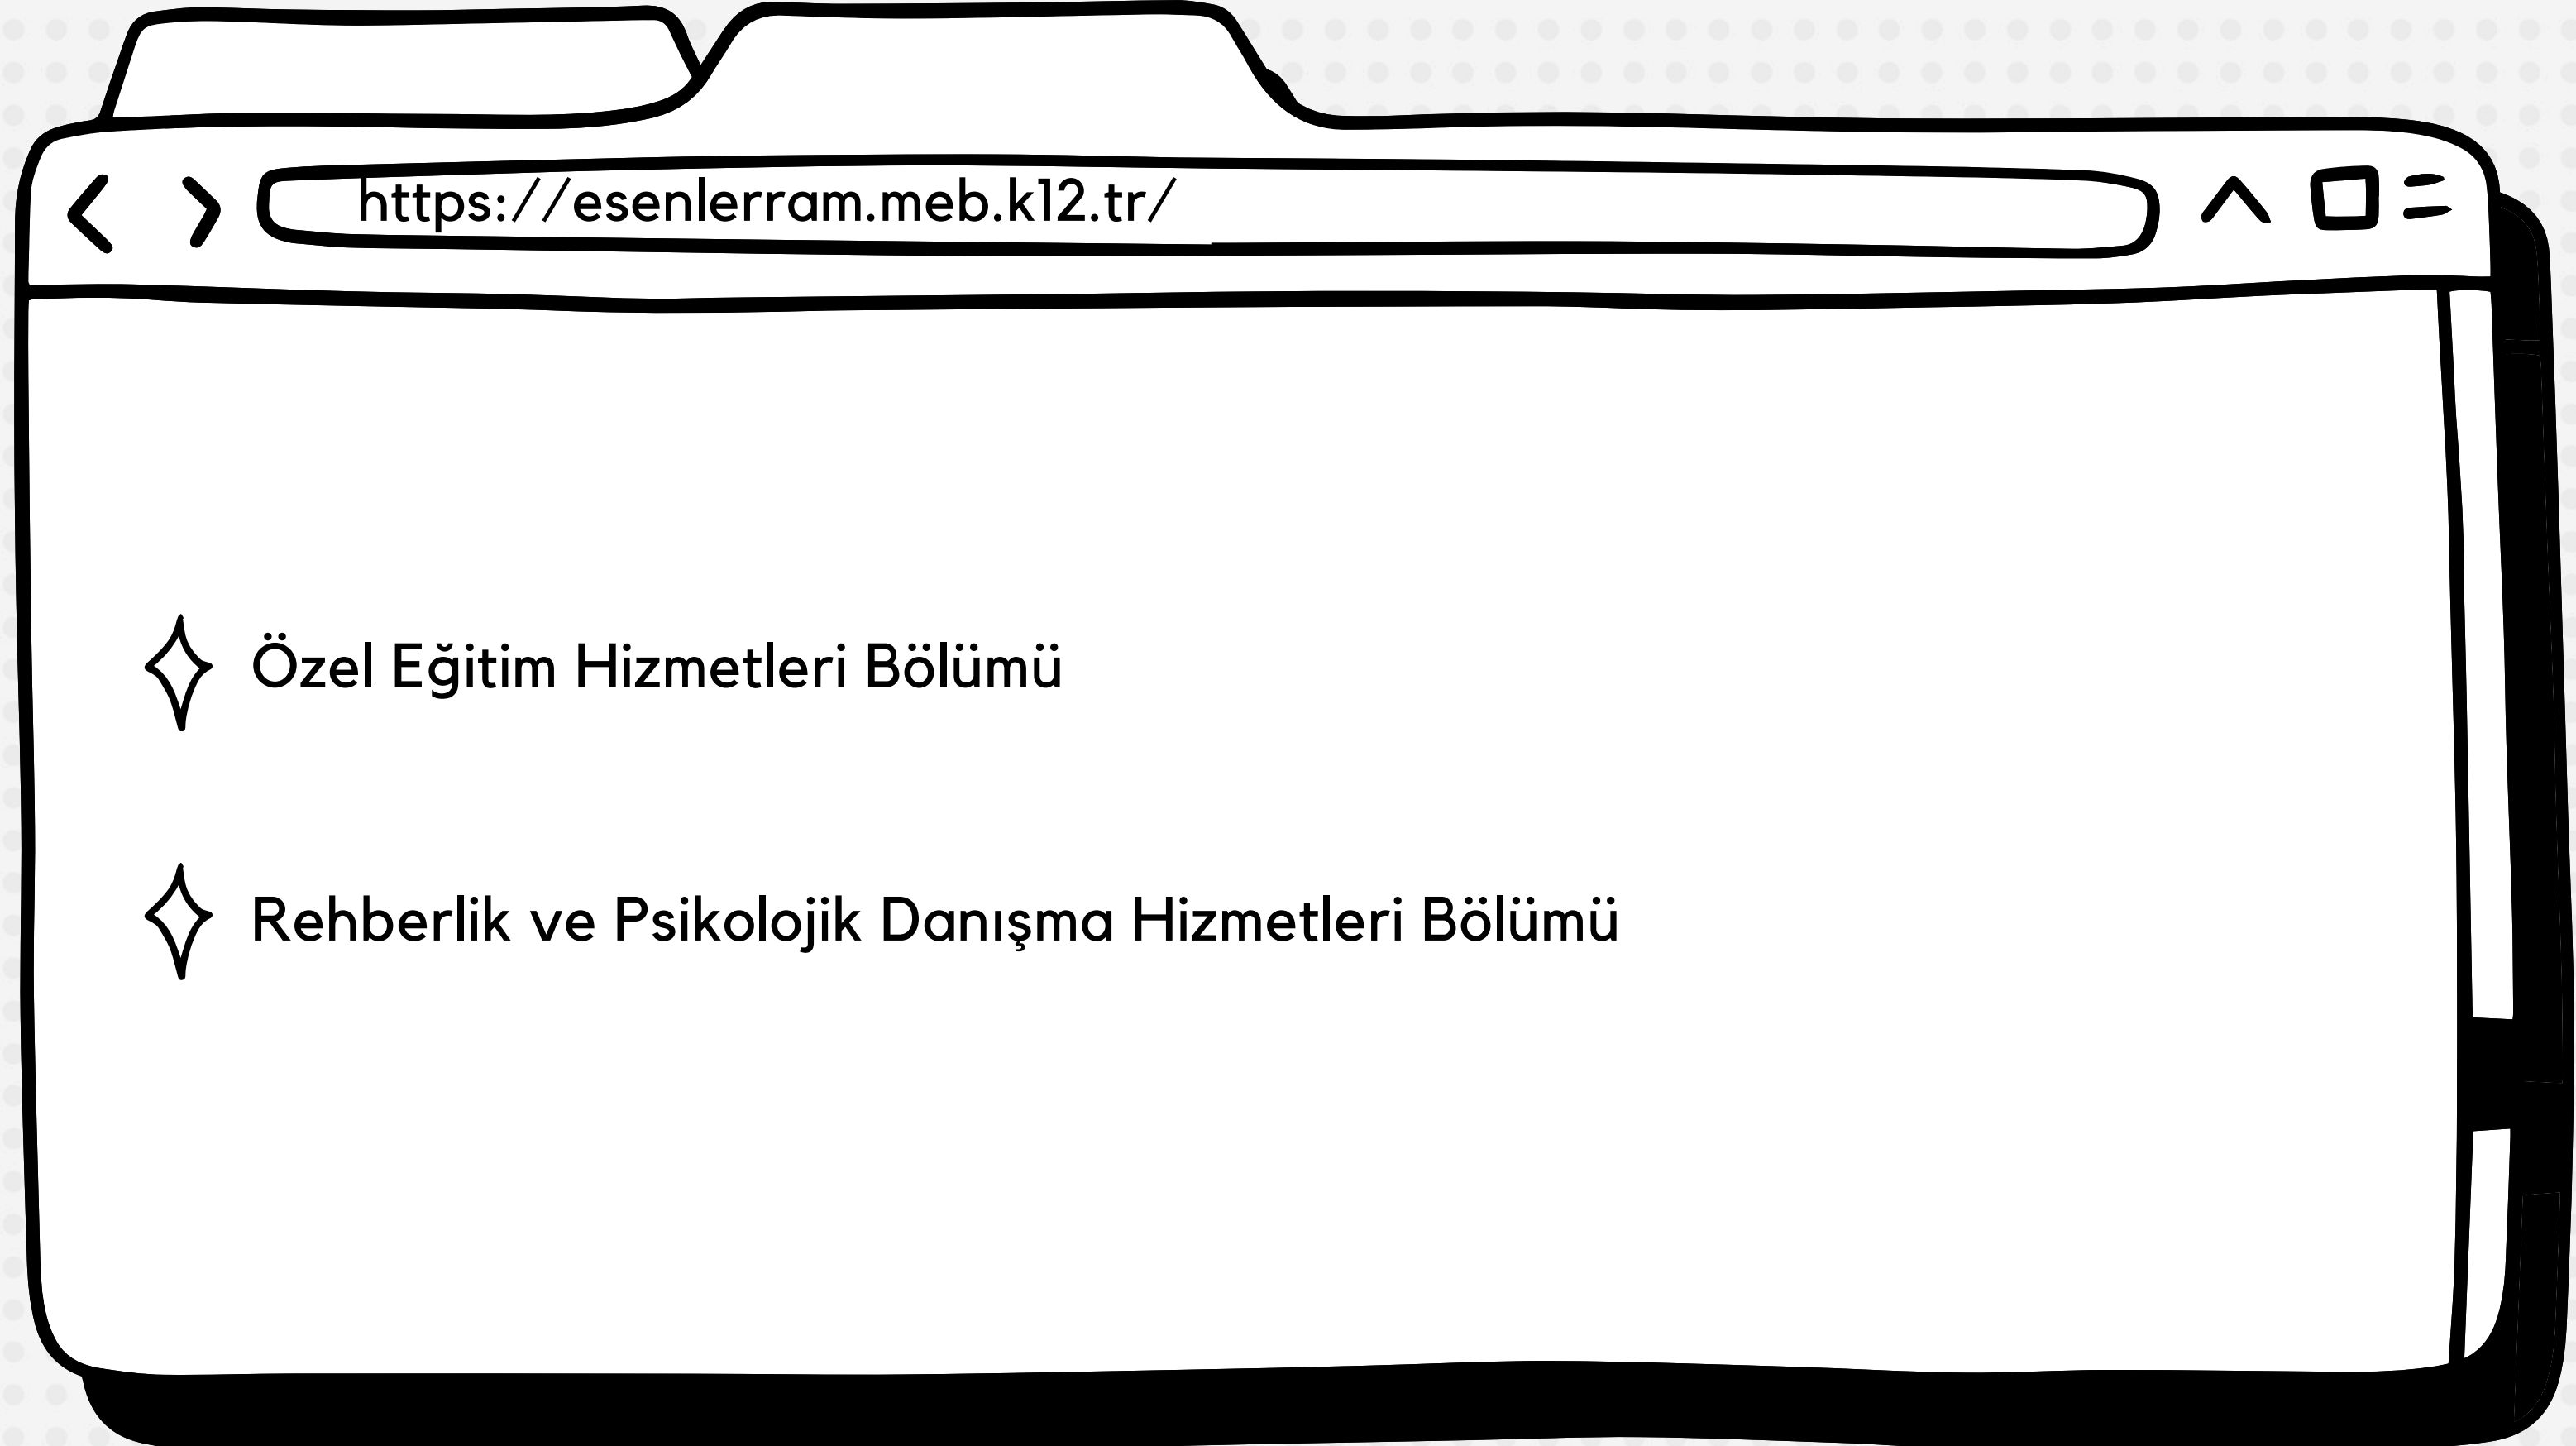 https://esenlerram.meb.k12.tr/
Özel Eğitim Hizmetleri Bölümü
Rehberlik ve Psikolojik Danışma Hizmetleri Bölümü